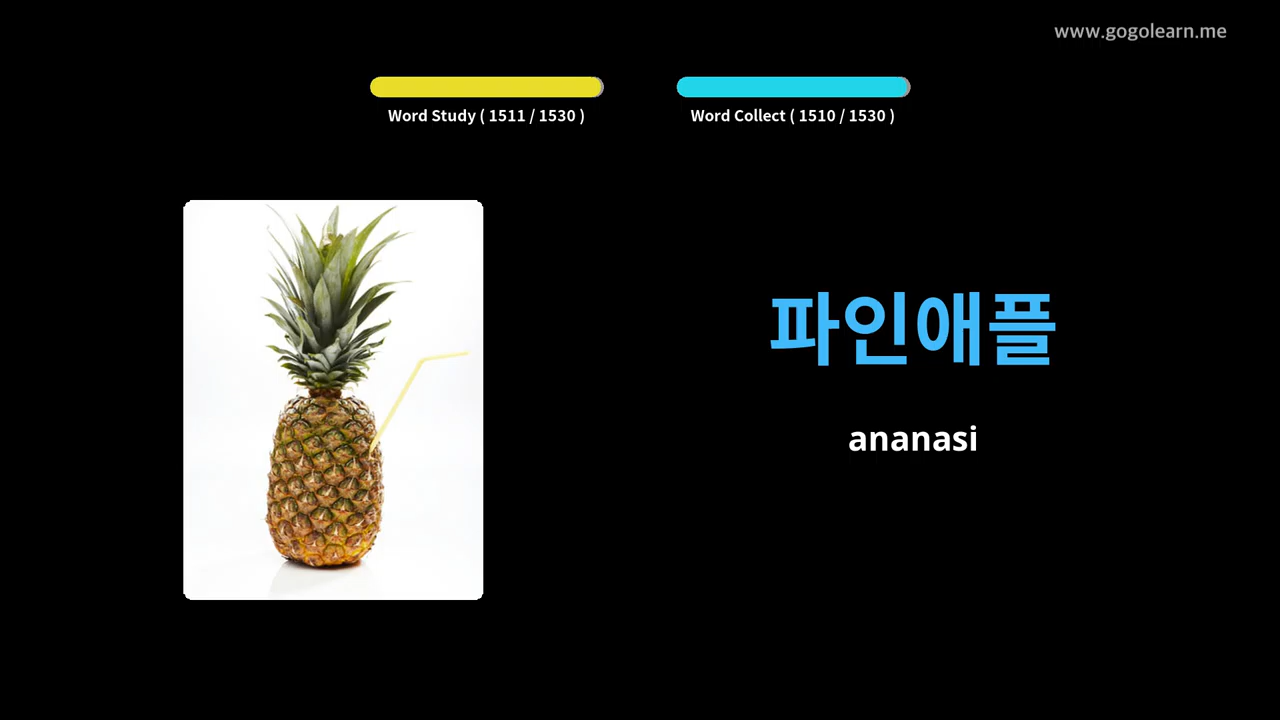 www.gogolearn.me
Word Study ( 1511 / 1530 )
Word Collect ( 1510 / 1530 )
파인애플
ananasi